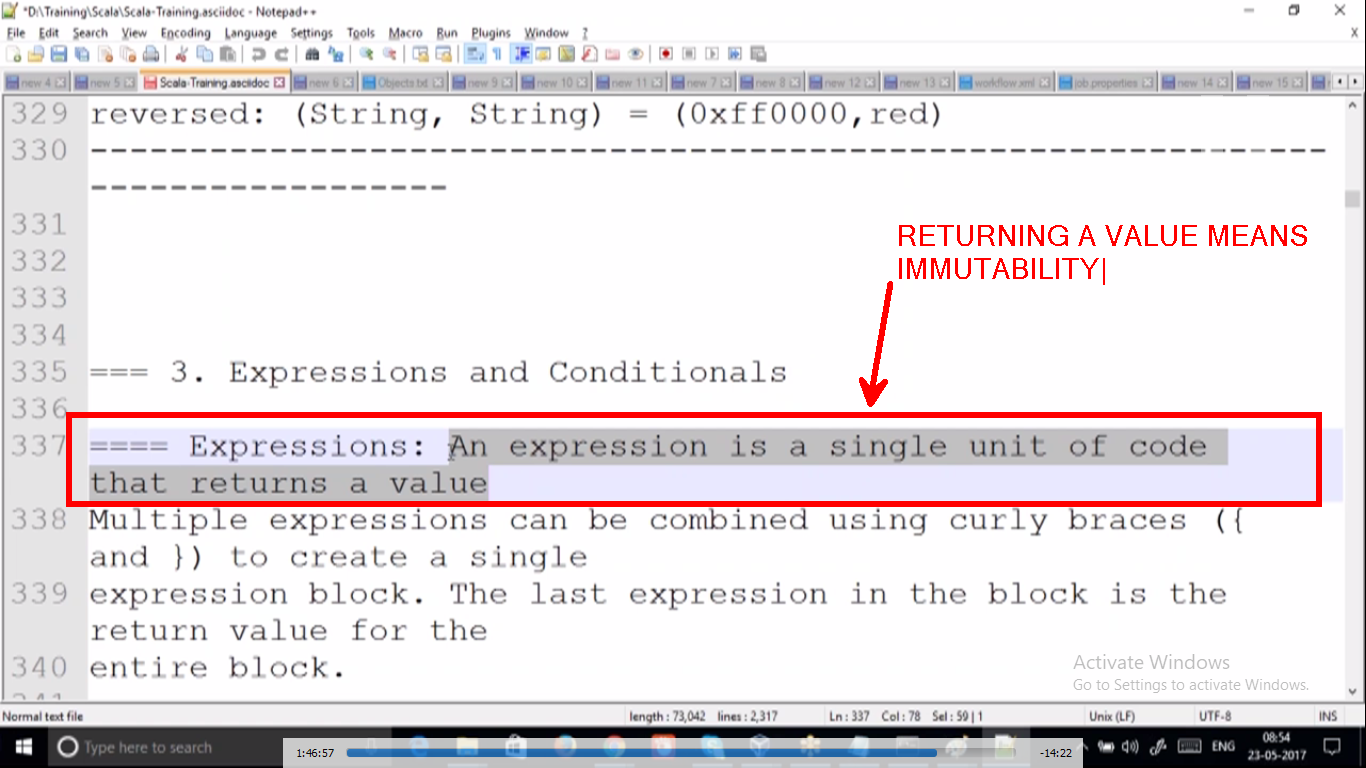 *D:\Training\Scala\Scala-Training.asciidoc - Notepad++
File Edit Search View Encoding Language Settings Tools Macro Run Plugins Window ? X
new 4 new 5 Scala-Training.asciidoc new 6 Objects.txt new 9 new 10 new 11 new 7 new 8 new 12 new 13 workflow.xml job.properties new 14 new 15
329 reversed: (String, String) = (0xff0000,red)
330 --------------------------------------------------------------
------------------
331
RETURNING A VALUE MEANS
332
IMMUTABILITY|
333
334
335 === 3. Expressions and Conditionals
336
337 ==== Expressions: An expression is a single unit of code
that returns a value
338 Multiple expressions can be combined using curly braces ({
and }) to create a single
339 expression block. The last expression in the block is the
return value for the
340 entire block.
Activate Windows
Go to Settings to activate Windows.
Normal text file length : 73,042 lines : 2,317 Ln : 337 Col : 78 Sel : 59 | 1 Unix (LF) UTF-8 INS
Type here to search
1:46:57 -14:22
ENG 08:54
23-05-2017